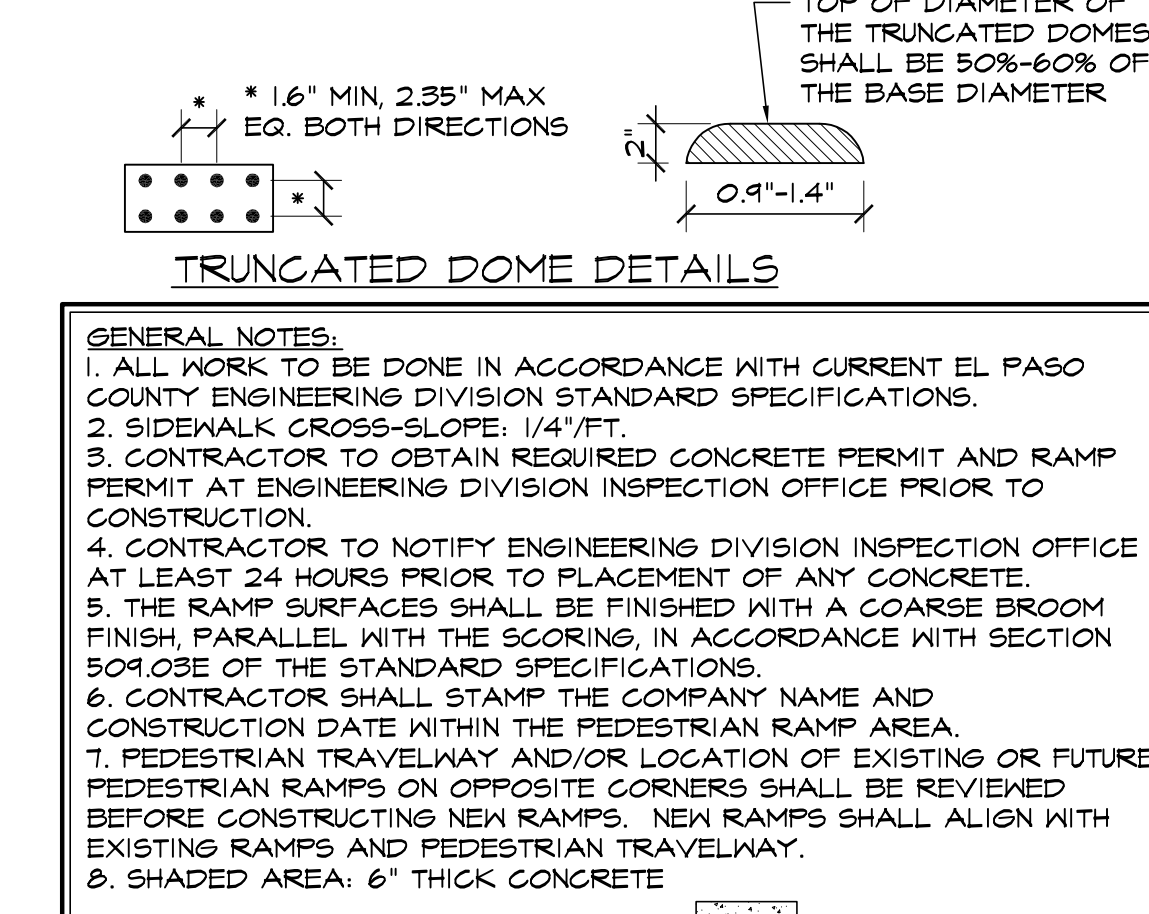 TOP OF DIAMETER OF
THE TRUNCATED DOMES
SHALL BE 50%-60% OF
THE BASE DIAMETER
*
* 1.6" MIN, 2.35" MAX
EQ. BOTH DIRECTIONS
*
2"
0.9"-1.4"
TRUNCATED DOME DETAILS
GENERAL NOTES:
1. ALL WORK TO BE DONE IN ACCORDANCE WITH CURRENT EL PASO
COUNTY ENGINEERING DIVISION STANDARD SPECIFICATIONS.
2. SIDEWALK CROSS-SLOPE: 1/4"/FT.
3. CONTRACTOR TO OBTAIN REQUIRED CONCRETE PERMIT AND RAMP
PERMIT AT ENGINEERING DIVISION INSPECTION OFFICE PRIOR TO
CONSTRUCTION.
4. CONTRACTOR TO NOTIFY ENGINEERING DIVISION INSPECTION OFFICE
AT LEAST 24 HOURS PRIOR TO PLACEMENT OF ANY CONCRETE.
5. THE RAMP SURFACES SHALL BE FINISHED WITH A COARSE BROOM
FINISH, PARALLEL WITH THE SCORING, IN ACCORDANCE WITH SECTION
509.03E OF THE STANDARD SPECIFICATIONS.
6. CONTRACTOR SHALL STAMP THE COMPANY NAME AND
CONSTRUCTION DATE WITHIN THE PEDESTRIAN RAMP AREA.
7. PEDESTRIAN TRAVELWAY AND/OR LOCATION OF EXISTING OR FUTURE
PEDESTRIAN RAMPS ON OPPOSITE CORNERS SHALL BE REVIEWED
BEFORE CONSTRUCTING NEW RAMPS. NEW RAMPS SHALL ALIGN WITH
EXISTING RAMPS AND PEDESTRIAN TRAVELWAY.
8. SHADED AREA: 6" THICK CONCRETE